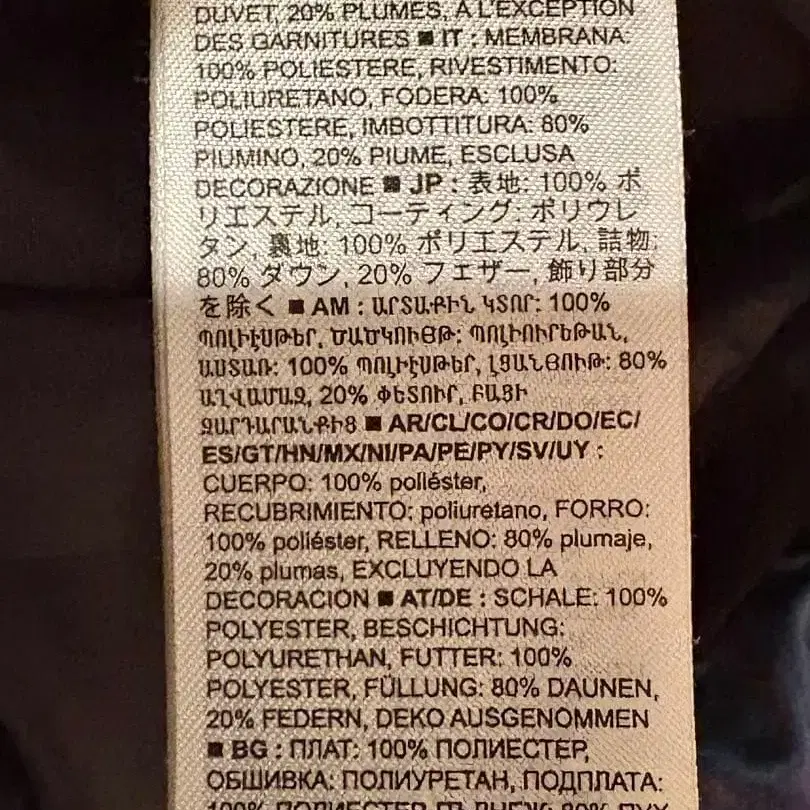 DUVET, 20% PLUMES, A L'EXCEPTION
DES GARNITURES ■ IT : MEMBRANA:
100% POLIESTERE, RIVESTIMENTO:
POLIURETANO, FODERA: 100%
POLIESTERE, IMBOTTITURA: 80%
PIUMINO, 20% PIUME, ESCLUSA
DECORAZIONE ■ JP : 表地: 100% ポ
リエステル, コーティング: ポリウレ
タン, 裏地: 100% ポリエステル, 詰物:
80% ダウン, 20% フェザー, 飾り部分
を除く ■ AM : ԱՐՏԱՔԻՆ ԿՏՈՐ: 100%
ՊՈԼԻԷՍԹԵՐ, ԾԱԾԿՈՒՅԹ: ՊՈԼԻՈՒՐԵԹԱՆ,
ԱՍՏԱՌ: 100% ՊՈԼԻԷՍԹԵՐ, ԼՑԱՆՅՈՒԹ: 80%
ԱՂՎԱՄԱԶ, 20% ՓԵՏՈՒՐ, ԲԱՑԻ
ԶԱՐԴԱՐԱՆՔԻՑ ■ AR/CL/CO/CR/DO/EC/
ES/GT/HN/MX/NI/PA/PE/PY/SV/UY :
CUERPO: 100% poliéster,
RECUBRIMIENTO: poliuretano, FORRO:
100% poliéster, RELLENO: 80% plumaje,
20% plumas, EXCLUYENDO LA
DECORACION ■ AT/DE : SCHALE: 100%
POLYESTER, BESCHICHTUNG:
POLYURETHAN, FUTTER: 100%
POLYESTER, FÜLLUNG: 80% DAUNEN,
20% FEDERN, DEKO AUSGENOMMEN
■ BG : ПЛАТ: 100% ПОЛИЕСТЕР,
ОБШИВКА: ПОЛИУРЕТАН, ПОДПЛАТА:
100% ПОЛИЕСТЕР, 80% ПУХ